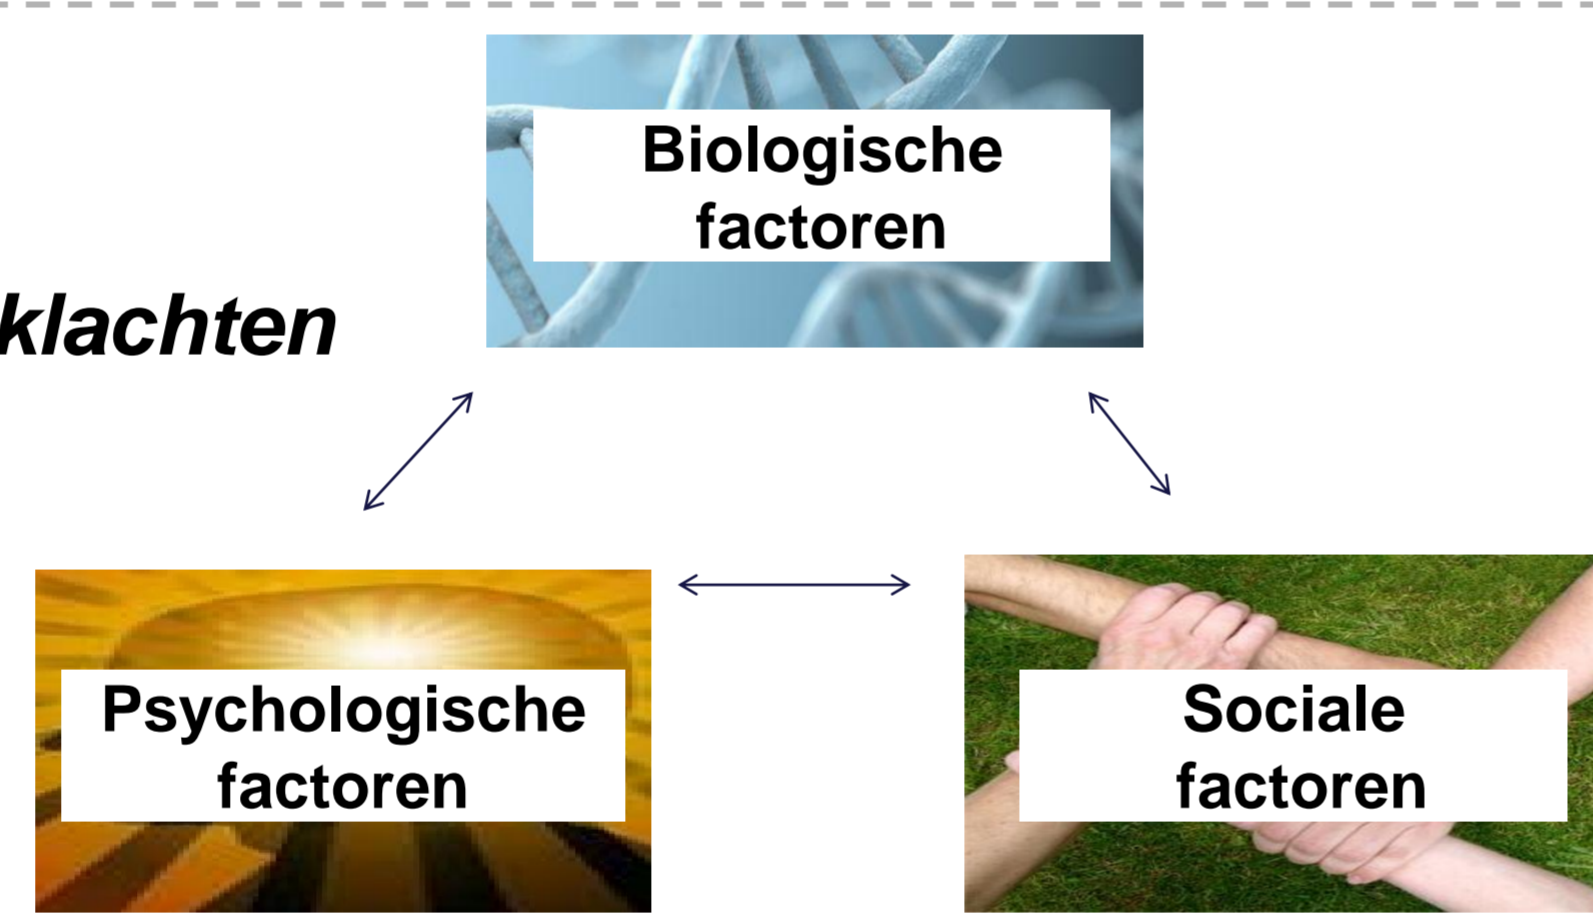 Biologische
factoren
klachten
Psychologische
factoren
Sociale
factoren